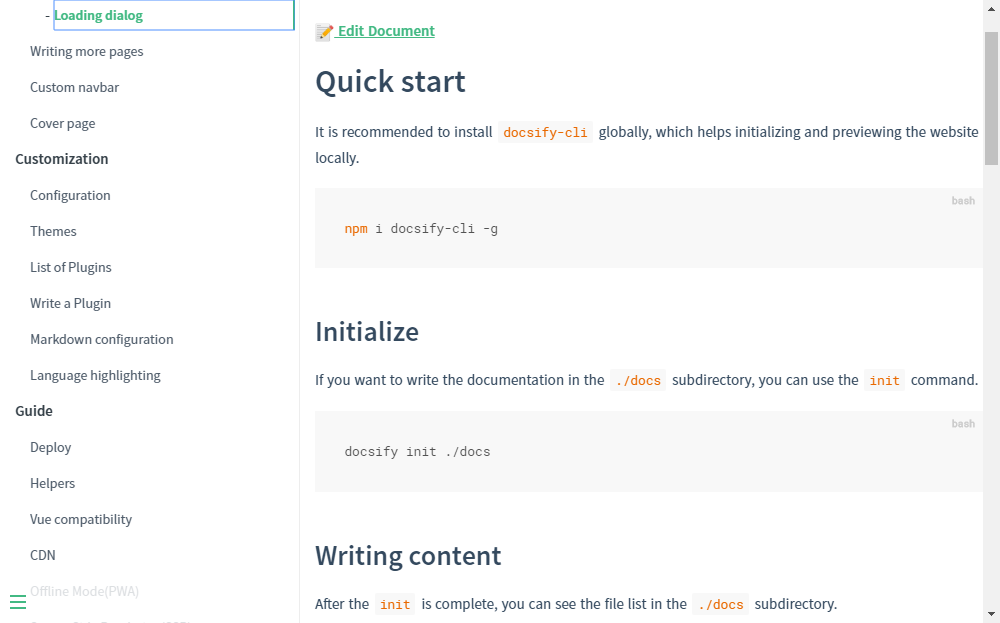 - Loading dialog
Writing more pages
Custom navbar
Cover page
Customization
Configuration
Themes
List of Plugins
Write a Plugin
Markdown configuration
Language highlighting
Guide
Deploy
Helpers
Vue compatibility
CDN
Offline Mode(PWA)
Edit Document
Quick start
It is recommended to install docsify-cli globally, which helps initializing and previewing the website
locally.
bash
npm i docsify-cli -g
Initialize
If you want to write the documentation in the ./docs subdirectory, you can use the init command.
bash
docsify init ./docs
Writing content
After the init is complete, you can see the file list in the ./docs subdirectory.